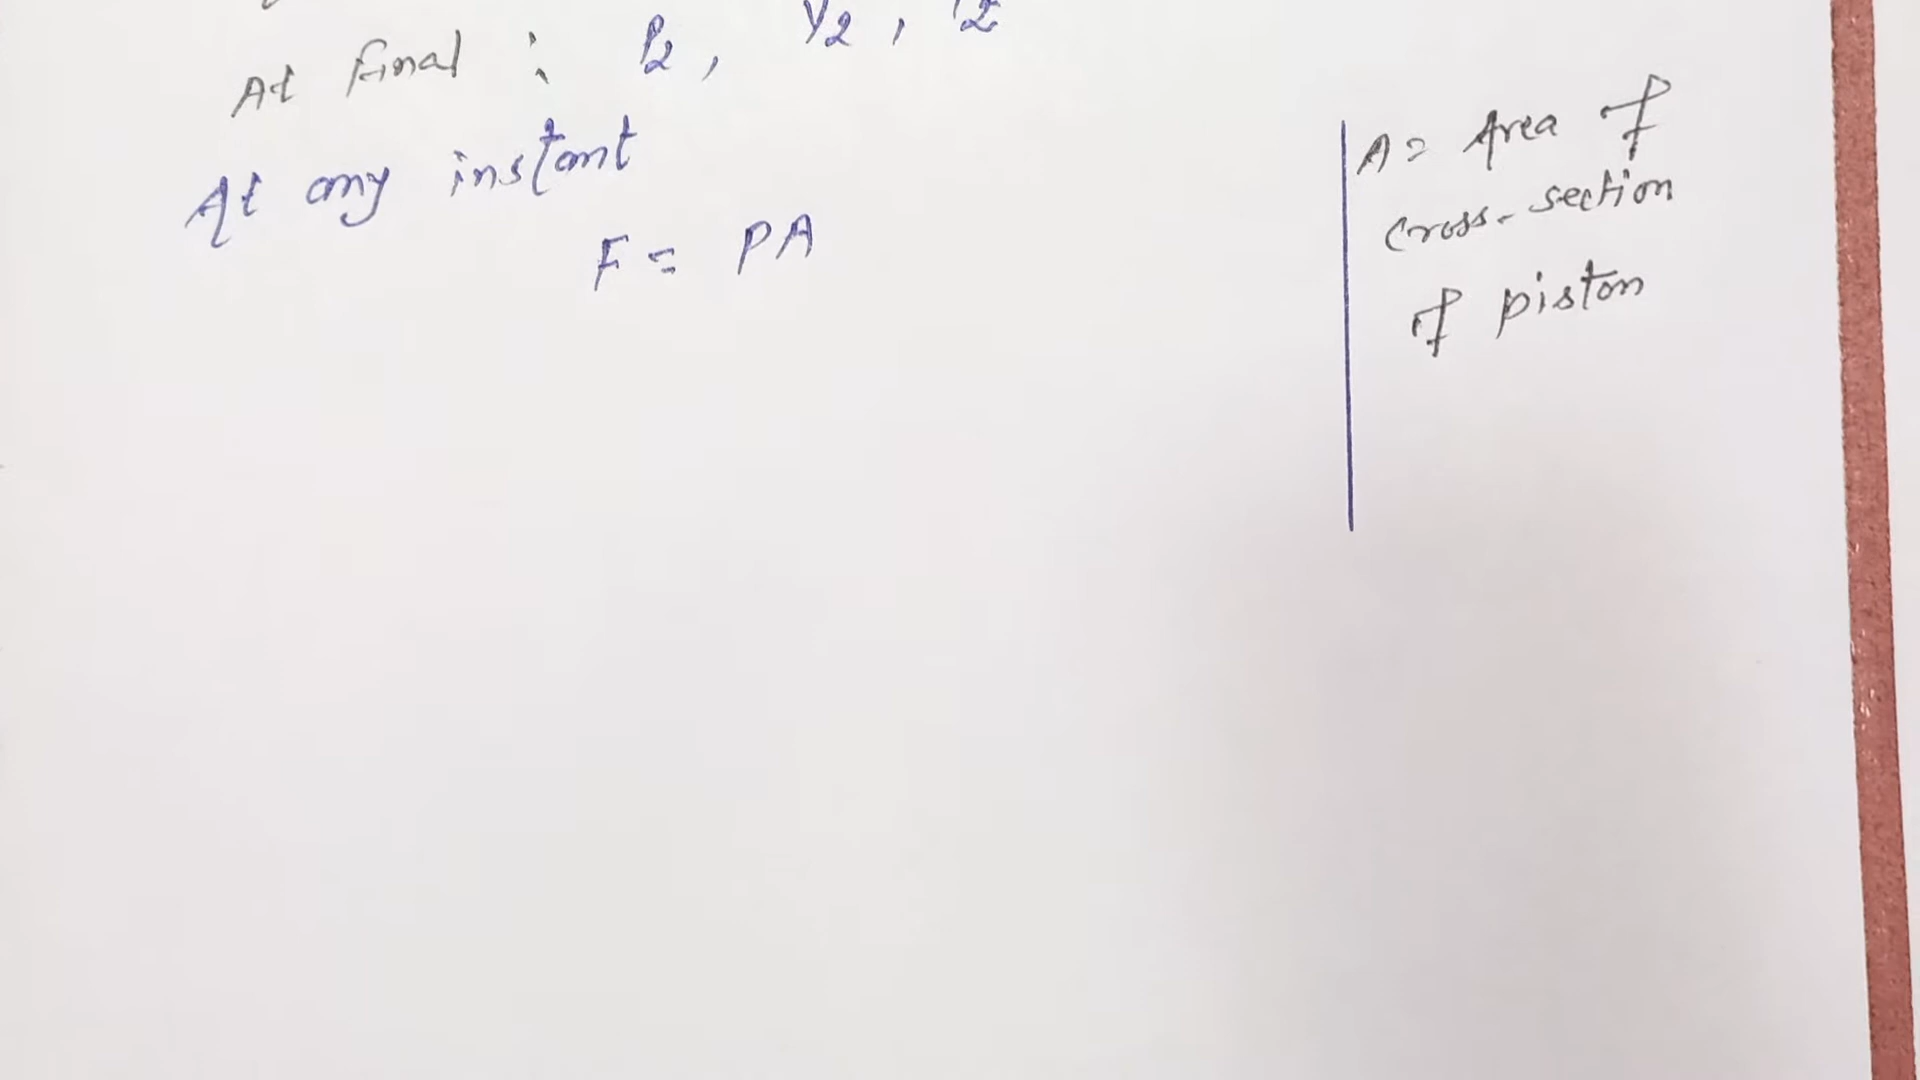 At final : P2, V2, T2
At any instant
F = PA
A = Area of
cross-section
of piston